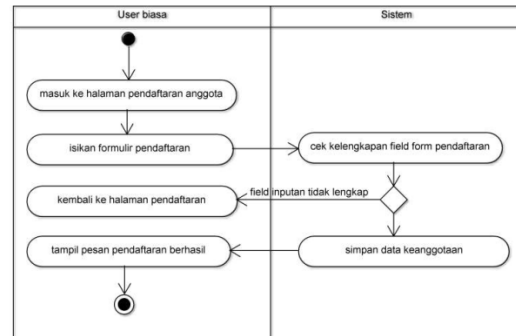 User biasa
Sistem
masuk ke halaman pendaftaran anggota
isikan formulir pendaftaran
cek kelengkapan field form pendaftaran
kembali ke halaman pendaftaran
field inputan tidak lengkap
tampil pesan pendaftaran berhasil
simpan data keanggotaan